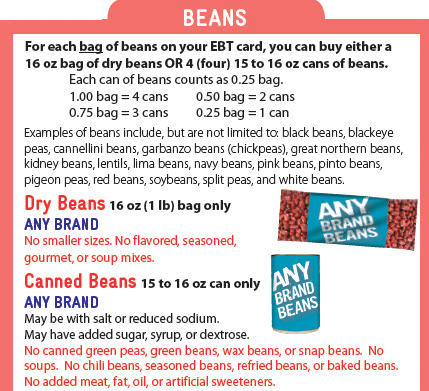 BEANS
For each bag of beans on your EBT card, you can buy either a
16 oz bag of dry beans OR 4 (four) 15 to 16 oz cans of beans.
Each can of beans counts as 0.25 bag.
1.00 bag = 4 cans 0.50 bag = 2 cans
0.75 bag = 3 cans 0.25 bag = 1 can
Examples of beans include, but are not limited to: black beans, blackeye
peas, cannellini beans, garbanzo beans (chickpeas), great northern beans,
kidney beans, lentils, lima beans, navy beans, pink beans, pinto beans,
pigeon peas, red beans, soybeans, split peas, and white beans.
Dry Beans 16 oz (1 lb) bag only
ANY BRAND
No smaller sizes. No flavored, seasoned,
gourmet, or soup mixes.
ANY
BRAND
BEANS
Canned Beans 15 to 16 oz can only
ANY BRAND
May be with salt or reduced sodium.
May have added sugar, syrup, or dextrose.
No canned green peas, green beans, wax beans, or snap beans. No
soups. No chili beans, seasoned beans, refried beans, or baked beans.
No added meat, fat, oil, or artificial sweeteners.
ANY
BRAND
BEANS